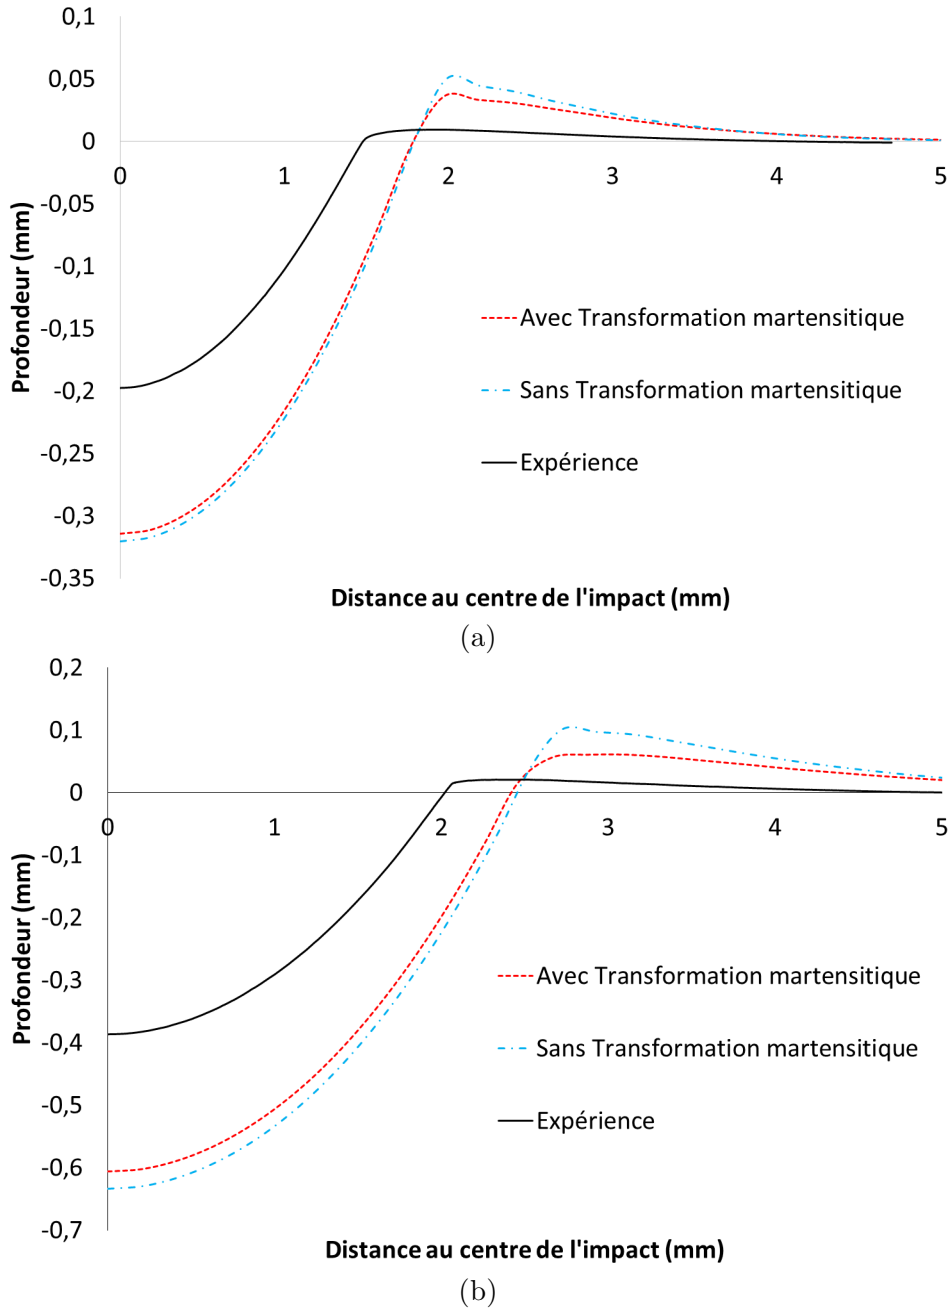 0,1
0,05
0
-0,05
-0,1
-0,15
-0,2
-0,25
-0,3
-0,35
0 1 2 3 4 5
Profondeur (mm)
Avec Transformation martensitique
Sans Transformation martensitique
Expérience
Distance au centre de l'impact (mm)
(a)
0,2
0,1
0
-0,1
-0,2
-0,3
-0,4
-0,5
-0,6
-0,7
0 1 2 3 4 5
Profondeur (mm)
Avec Transformation martensitique
Sans Transformation martensitique
Expérience
Distance au centre de l'impact (mm)
(b)